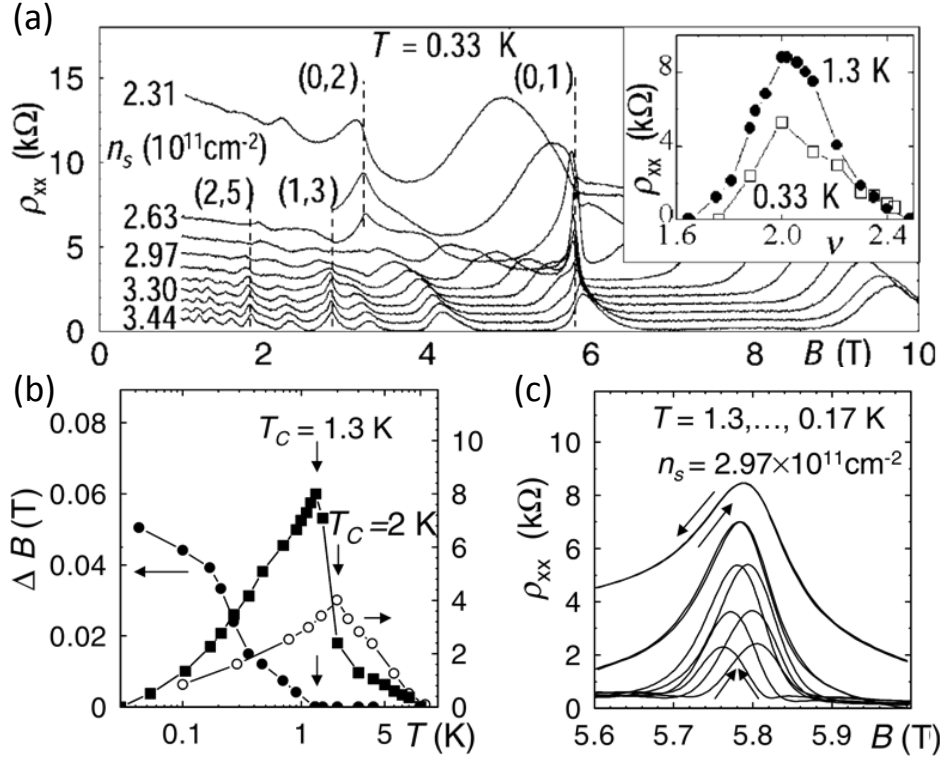 (a)
T = 0.33 K
ρxx (kΩ)
15
10
5
0
(0,2)
(0,1)
2.31
nₛ (10¹¹cm⁻²)
(2,5)
(1,3)
2.63
2.97
3.30
3.44
0
2
4
6
8
10
B (T)
ρxx (kΩ)
8
4
0
1.3 K
0.33 K
1.6
2.0
2.4
ν
(b)
Δ B (T)
0.08
0.06
0.04
0.02
0
T_C = 1.3 K
T_C =2 K
10
8
6
4
2
0
0.1
1
5
T (K)
(c)
ρxx (kΩ)
10
8
6
4
2
0
T = 1.3,..., 0.17 K
nₛ = 2.97×10¹¹cm⁻²
5.6
5.7
5.8
5.9
B (T)